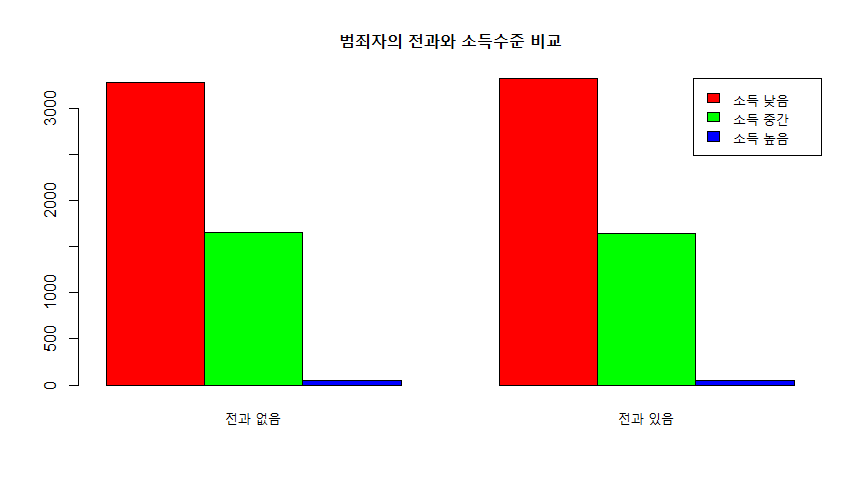 범죄자의 전과와 소득수준 비교
소득 낮음
소득 중간
소득 높음
3000
2000
1000
500
0
전과 없음
전과 있음